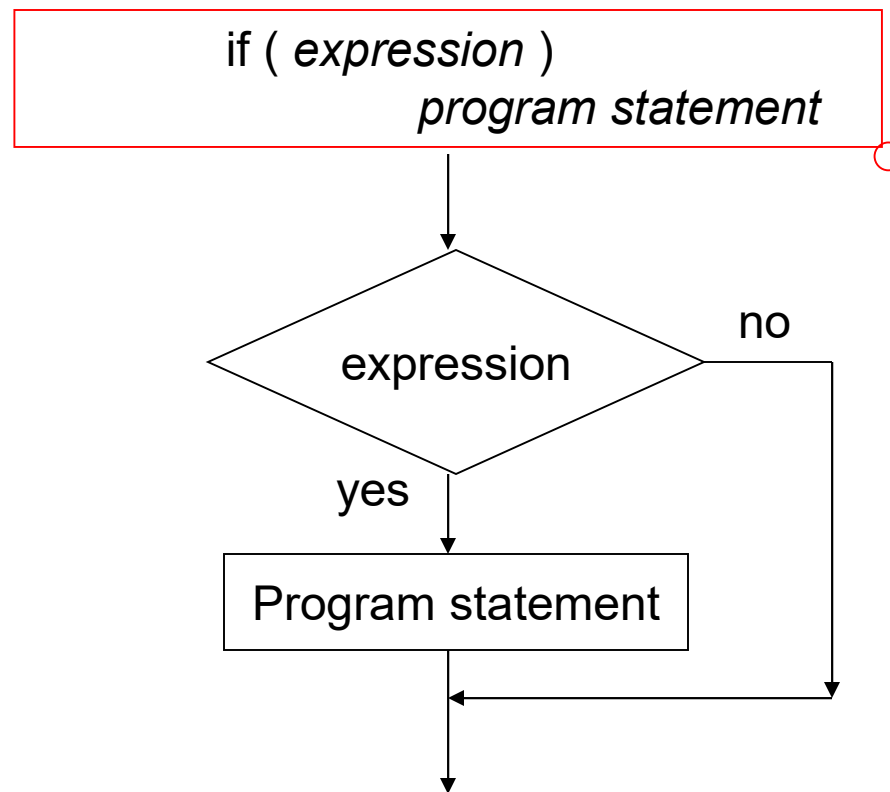 if ( expression )
program statement
expression
no
yes
Program statement